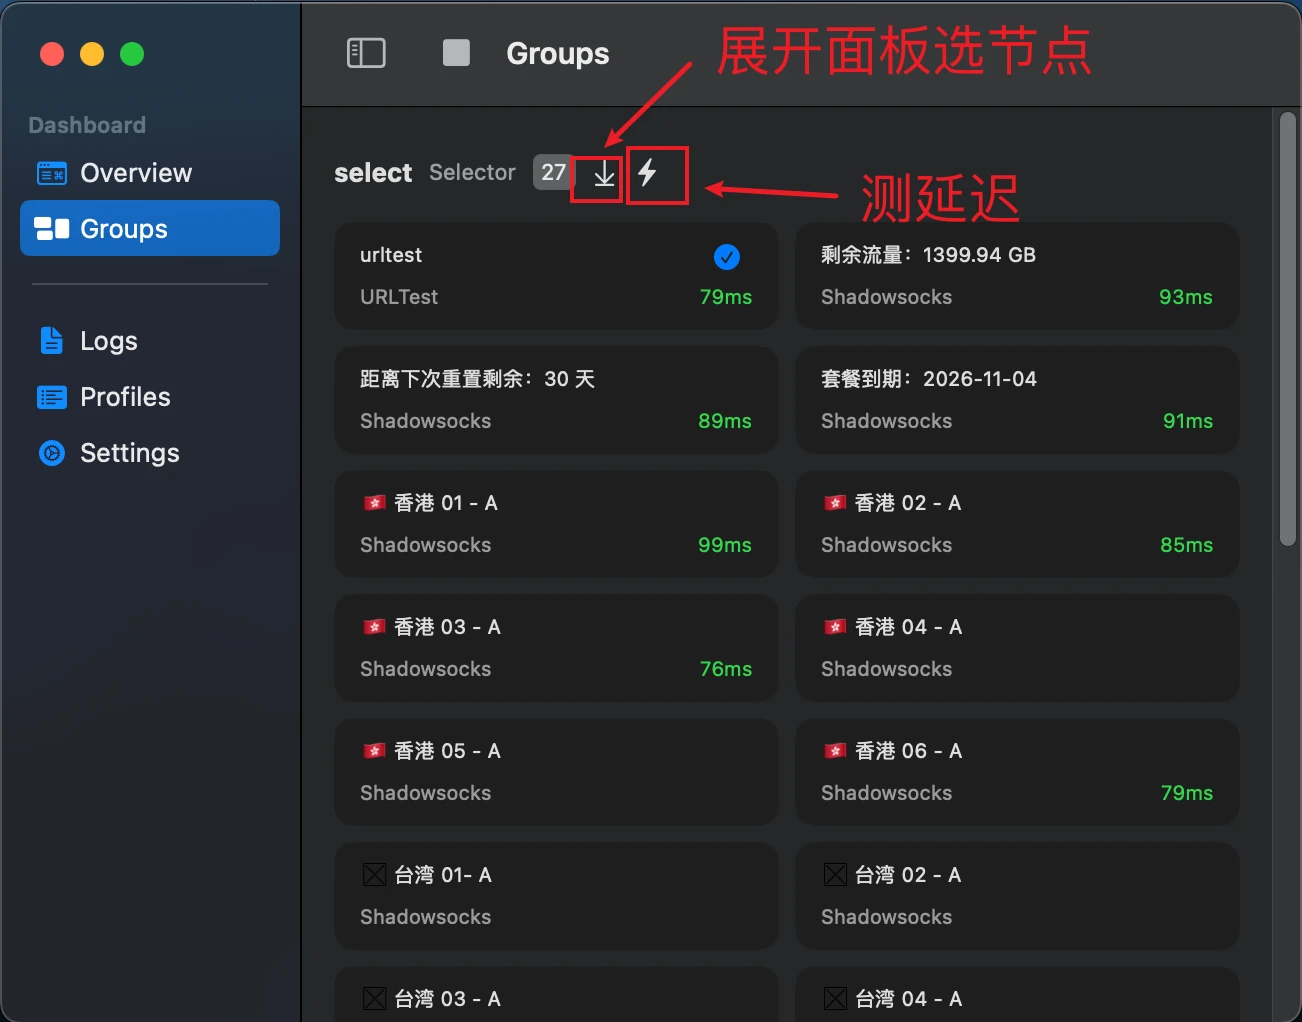 Groups
展开面板选节点
Dashboard
Overview
Groups
Logs
Profiles
Settings
select Selector 27
测延迟
urltest
URLTest 79ms
剩余流量：1399.94 GB
Shadowsocks 93ms
距离下次重置剩余：30 天
Shadowsocks 89ms
套餐到期：2026-11-04
Shadowsocks 91ms
🇭🇰 香港 01 - A
Shadowsocks 99ms
🇭🇰 香港 02 - A
Shadowsocks 85ms
🇭🇰 香港 03 - A
Shadowsocks 76ms
🇭🇰 香港 04 - A
Shadowsocks
🇭🇰 香港 05 - A
Shadowsocks
🇭🇰 香港 06 - A
Shadowsocks 79ms
台湾 01- A
Shadowsocks
台湾 02 - A
Shadowsocks
台湾 03 - A
台湾 04 - A